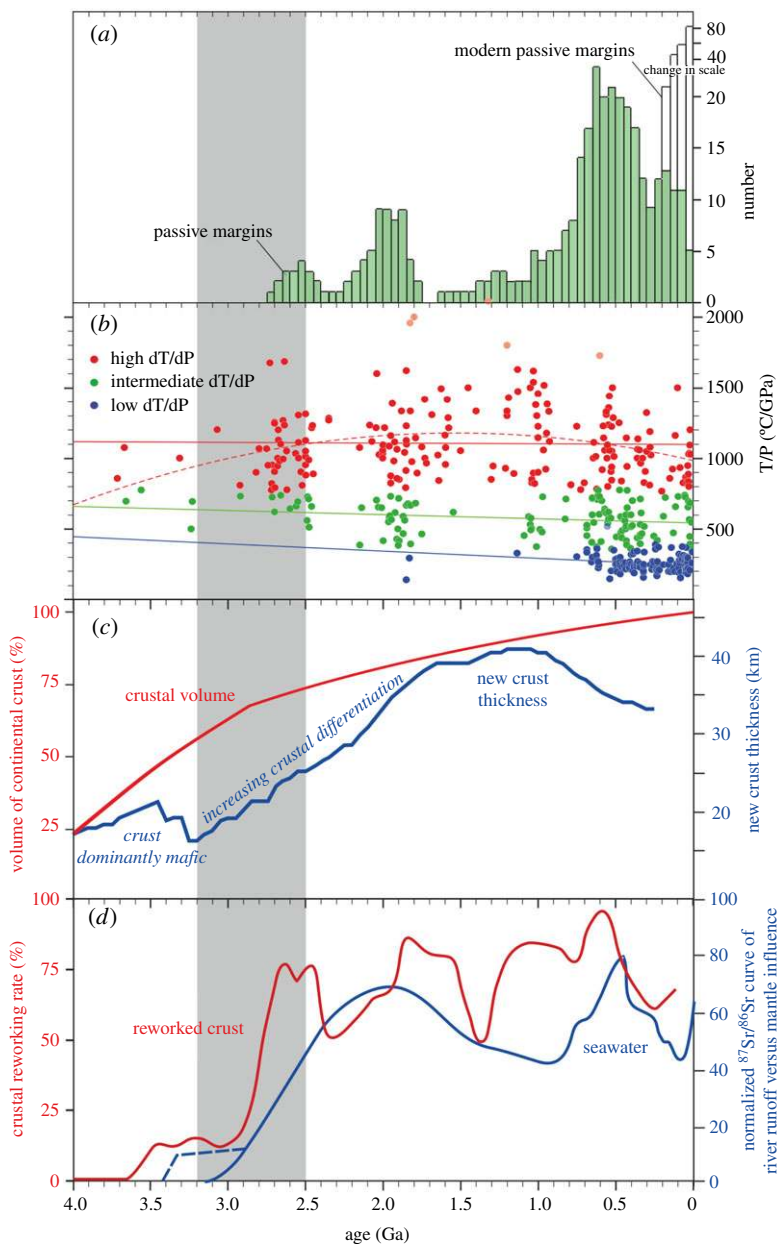 (a)
modern passive margins
change in scale
passive margins
80
40
20
15
10
5
0
number
(b)
high dT/dP
intermediate dT/dP
low dT/dP
2000
1500
1000
500
T/P (°C/GPa)
(c)
100
75
50
25
volume of continental crust (%)
crustal volume
increasing crustal differentiation
new crust
thickness
crust
dominantly mafic
40
30
20
10
new crust thickness (km)
(d)
100
75
50
25
0
crustal reworking rate (%)
reworked crust
seawater
100
80
60
40
20
0
normalized ⁸⁷Sr/⁸⁶Sr curve of
river runoff versus mantle influence
4.0
3.5
3.0
2.5
2.0
1.5
1.0
0.5
0
age (Ga)